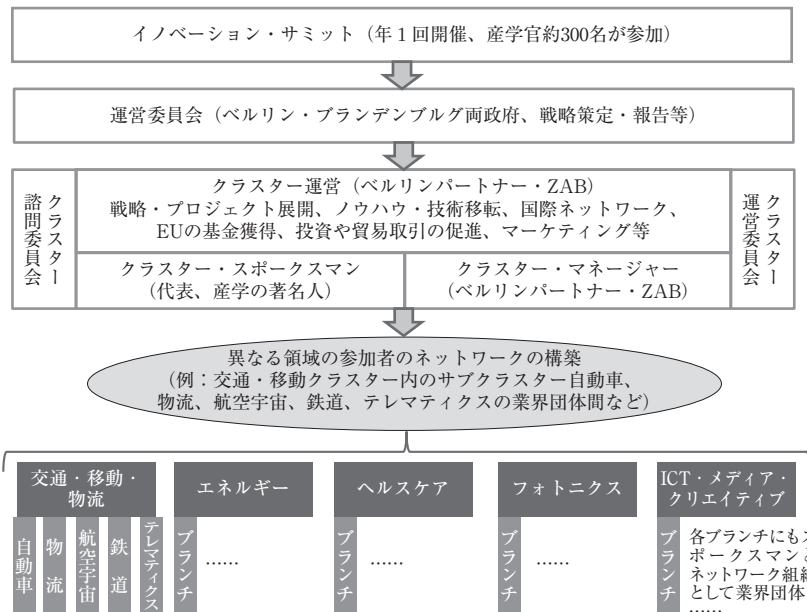 イノベーション・サミット（年１回開催、産学官約300名が参加）
運営委員会（ベルリン・ブランデンブルグ両政府、戦略策定・報告等）
クラスター
諮問委員会
クラスター運営（ベルリンパートナー・ZAB）
戦略・プロジェクト展開、ノウハウ・技術移転、国際ネットワーク、
EUの基金獲得、投資や貿易取引の促進、マーケティング等
クラスター
運営委員会
クラスター・スポークスマン
（代表、産学の著名人）
クラスター・マネージャー
（ベルリンパートナー・ZAB）
異なる領域の参加者のネットワークの構築
（例：交通・移動クラスター内のサブクラスター自動車、
物流、航空宇宙、鉄道、テレマティクスの業界団体間など）
交通・移動・
物流
エネルギー
ヘルスケア
フォトニクス
ICT・メディア・
クリエイティブ
自動車
物流
航空宇宙
鉄道
テレマティクス
ブランチ
……
ブランチ
……
ブランチ
……
ブランチ
各ブランチにも
ポークスマン
ネットワーク組
として業界団体
……